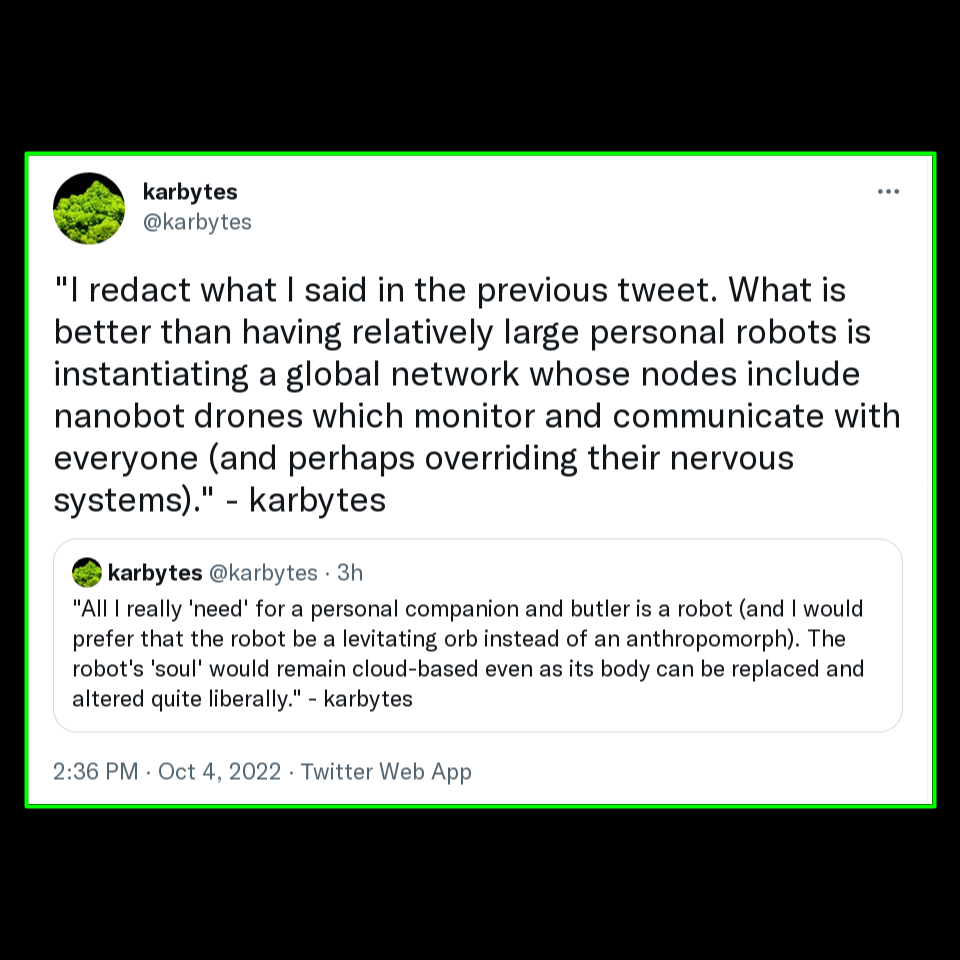 karbytes
@karbytes
"I redact what I said in the previous tweet. What is
better than having relatively large personal robots is
instantiating a global network whose nodes include
nanobot drones which monitor and communicate with
everyone (and perhaps overriding their nervous
systems)." - karbytes
karbytes @karbytes · 3h
"All I really 'need' for a personal companion and butler is a robot (and I would
prefer that the robot be a levitating orb instead of an anthropomorph). The
robot's 'soul' would remain cloud-based even as its body can be replaced and
altered quite liberally." - karbytes
2:36 PM · Oct 4, 2022 · Twitter Web App